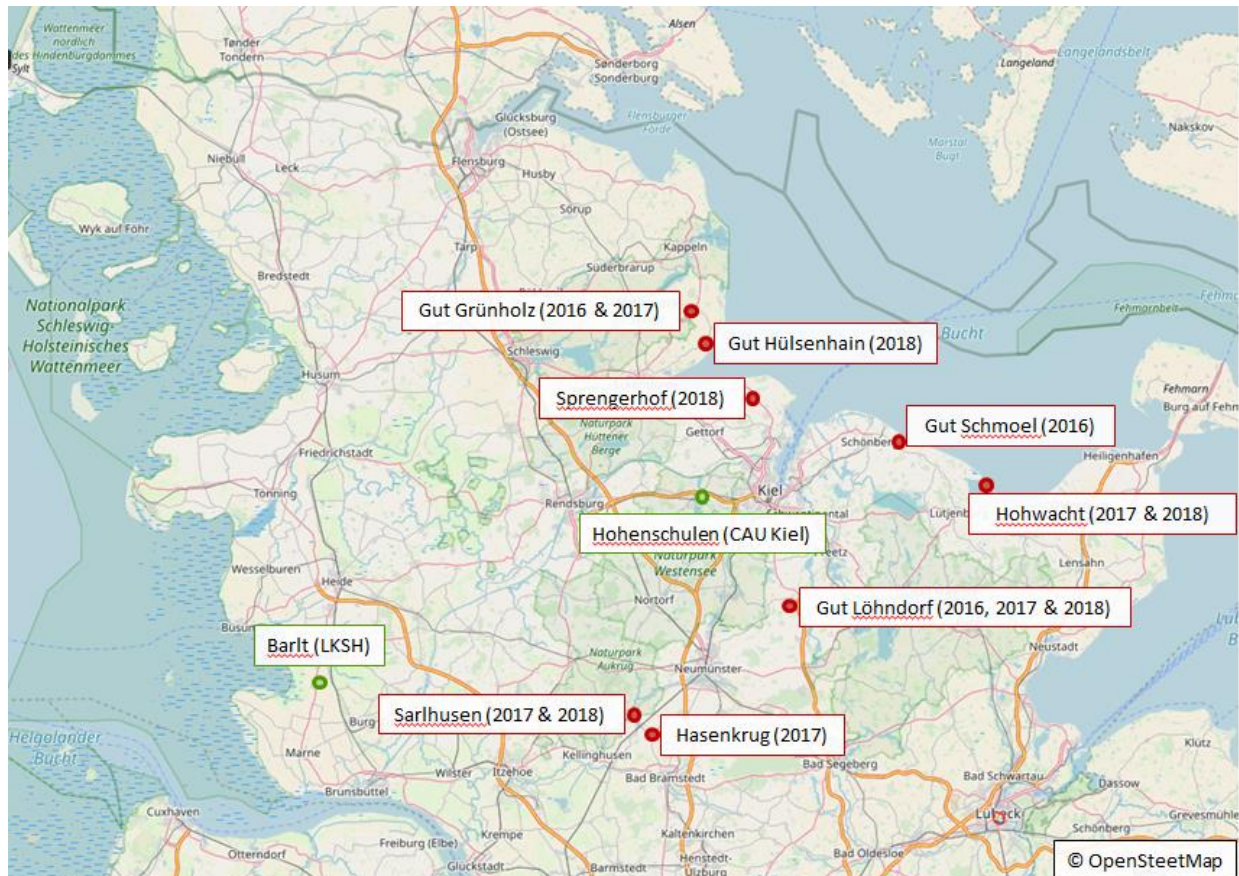 Wattenmeer
nordlich
des Hindenburgdammes
Sylt
Tønder
Tondern
Alsen
Sønderborg
Sonderburg
Langelandsbelt
Langeland
Nakskov
Glücksburg
(Ostsee)
Flensburger
Förde
Marstal
Bugt
Niebüll
Leck
Flensburg
Husby
Sörup
Wyk auf Föhr
Tarp
Kappeln
Süderbrarup
Bredstedt
Nationalpark
Schleswig-
Holsteinisches
Wattenmeer
Gut Grünholz (2016 & 2017)
Fehmarnbelt
Bucht
Gut Hülsenhain (2018)
Schleswig
Husum
Sprengerhof (2018)
Fehmarn
Burg auf Fehm
Naturpark
Hüttener
Berge
Gettorf
Schönberg
Gut Schmoel (2016)
Friedrichstadt
Heiligenhafen
Tönning
Rendsburg
Kiel
Lütjenburg
Hohwacht (2017 & 2018)
Hohenschulen (CAU Kiel)
Naturpark
Westensee
Wesselburen
Heide
Lensahn
Nortorf
Gut Löhndorf (2016, 2017 & 2018)
Büsum
Barlt (LKSH)
Naturpark
Aukrug
Neumünster
Neustadt
Sarlhusen (2017 & 2018)
Burg
Hasenkrug (2017)
Helgoländer
Bucht
Marne
Kellinghusen
Wilster
Itzehoe
Bad Bramstedt
Bad Segeberg
Bad Schwartau
Klütz
Dassow
Brunsbüttel
Cuxhaven
Lübeck
Grevesmühle
Schönberg
Krempe
Kaltenkirchen
Freiburg (Elbe)
Otterndorf
Glückstadt
Barmstedt
Henstedt-
Ulzburg
Bad Oldesloe
© OpenSteetMap